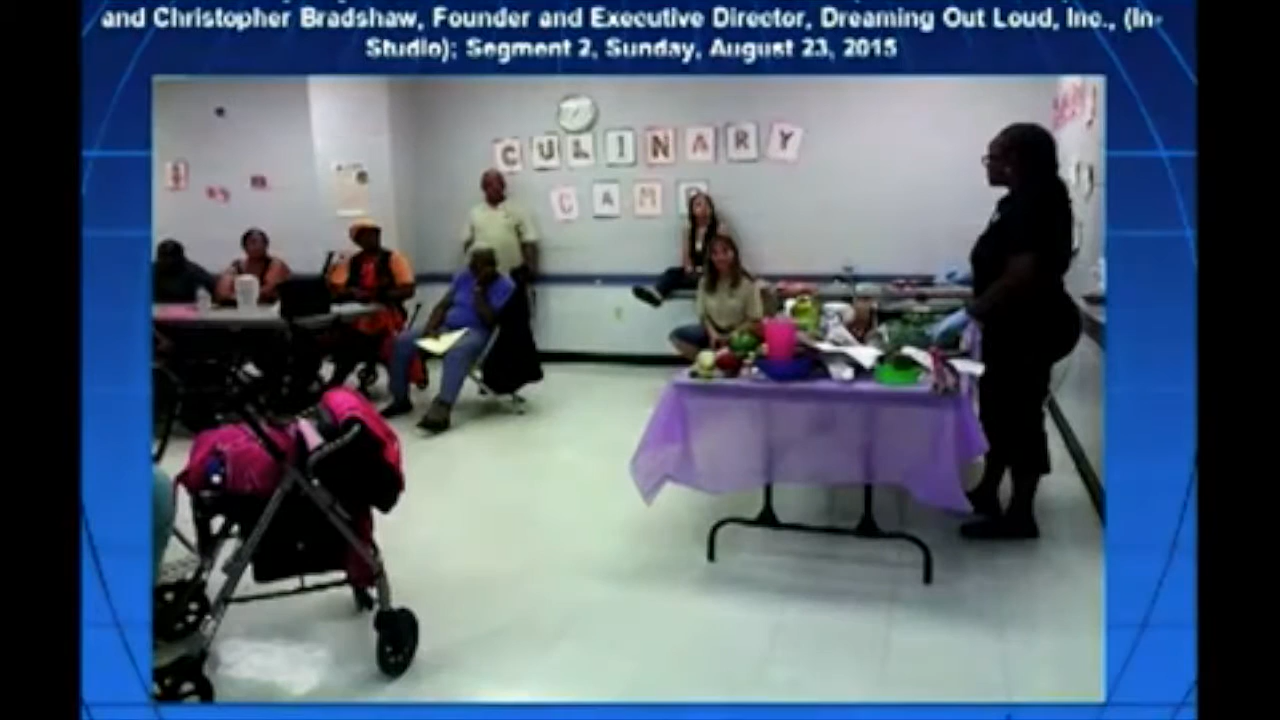 and Christopher Bradshaw, Founder and Executive Director, Dreaming Out Loud, Inc., (In-
Studio); Segment 2, Sunday, August 23, 2015
CULINARY
CAMP